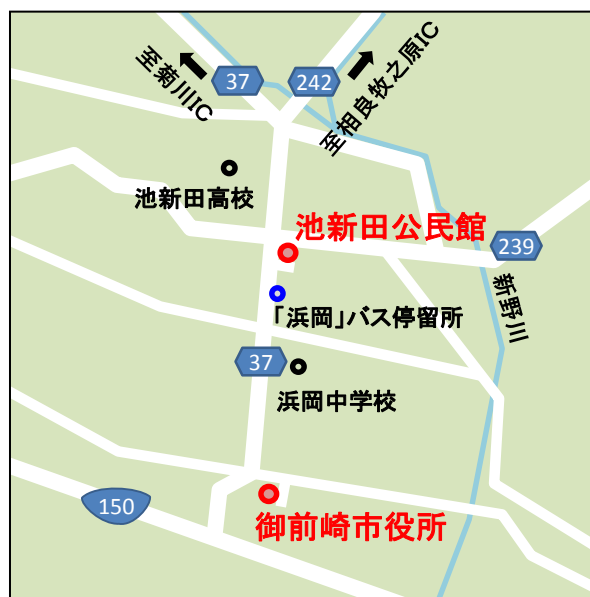 至菊川IC
37
242
至相良牧之原IC
池新田高校
池新田公民館
239
新野川
「浜岡」バス停留所
37
浜岡中学校
150
御前崎市役所